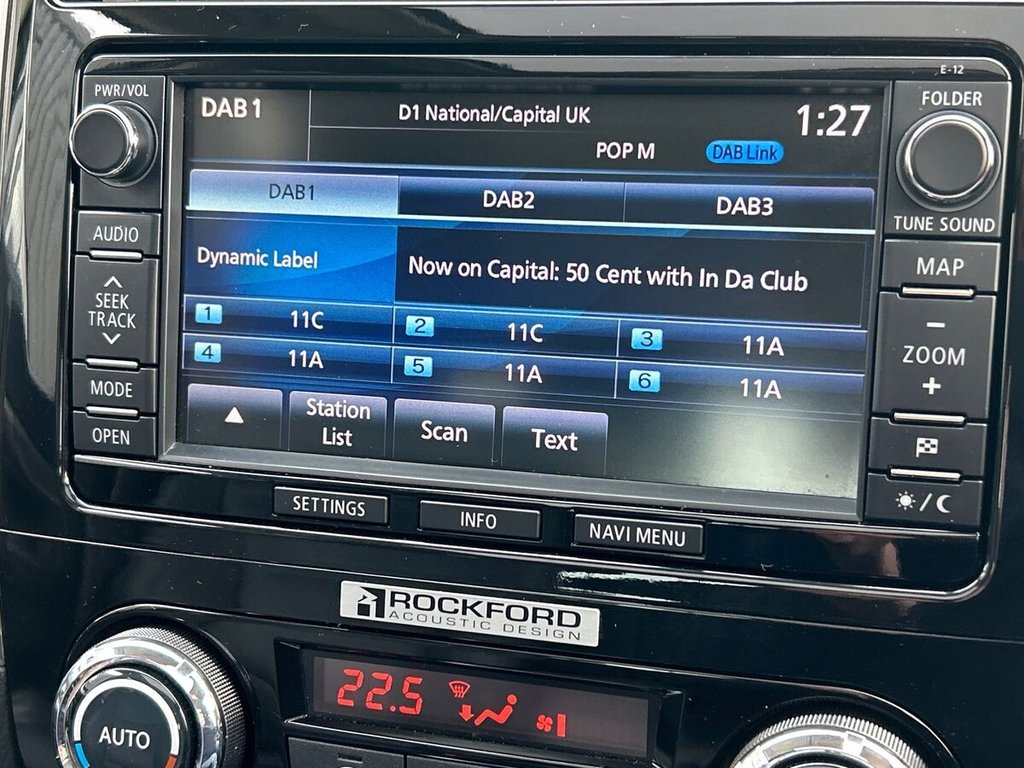 E-12
PWR/VOL
DAB 1
D1 National/Capital UK
1:27
FOLDER
POP M
DAB Link
DAB1
DAB2
DAB3
TUNE SOUND
AUDIO
Dynamic Label
Now on Capital: 50 Cent with In Da Club
MAP
SEEK
TRACK
1 11C
2 11C
3 11A
4 11A
5 11A
6 11A
−
ZOOM
+
MODE
Station
List
Scan
Text
OPEN
SETTINGS
INFO
NAVI MENU
ROCKFORD
ACOUSTIC DESIGN
22.5
AUTO